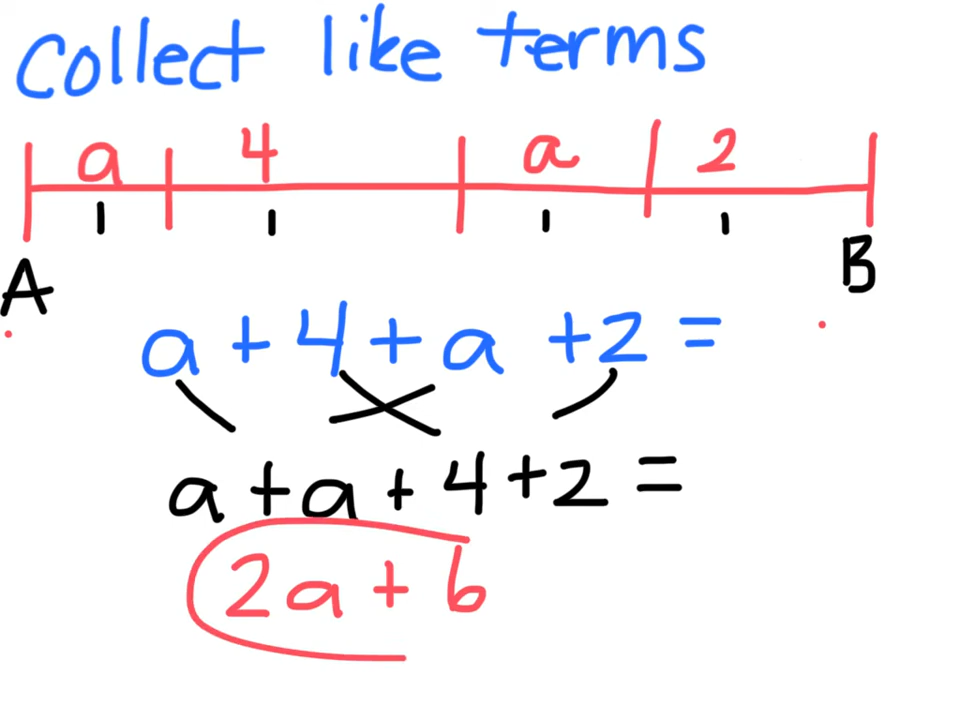 Collect like terms
a 4 a 2
A B
a + 4 + a + 2 =
a + a + 4 + 2 =
2a + 6